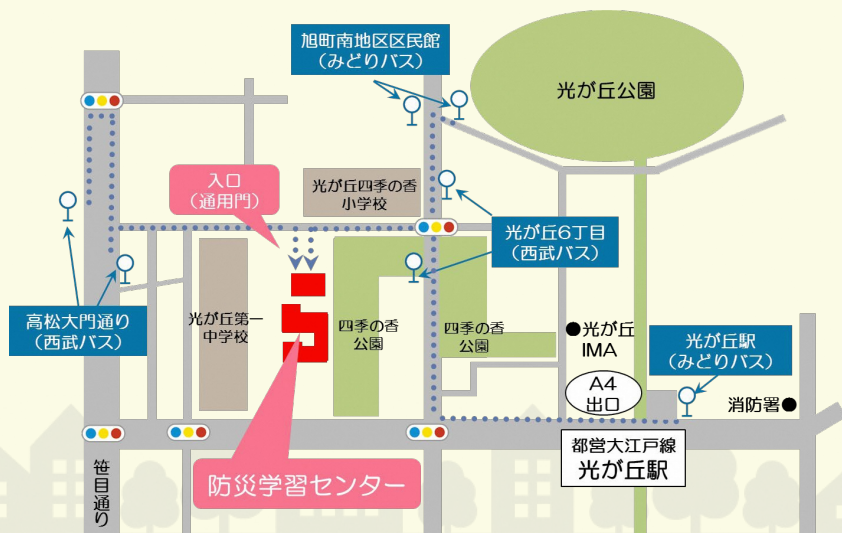 旭町南地区区民館
（みどりバス）
光が丘公園
入口
（通用門）
光が丘四季の香
小学校
光が丘6丁目
（西武バス）
高松大門通り
（西武バス）
光が丘第一
中学校
四季の香
公園
四季の香
公園
●光が丘
IMA
光が丘駅
（みどりバス）
A4
出口
消防署●
都営大江戸線
光が丘駅
防災学習センター
笹目通り